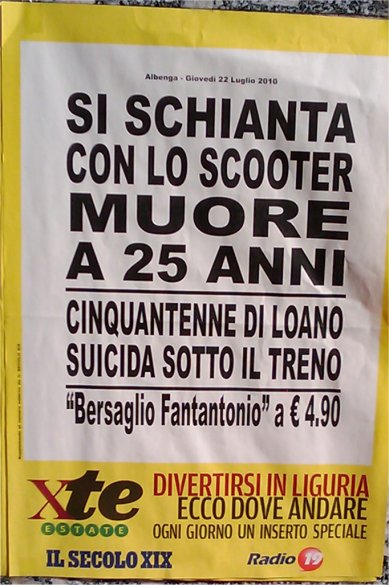 Albenga - Giovedì 22 Luglio 2010
SI SCHIANTA
CON LO SCOOTER
MUORE
A 25 ANNI
CINQUANTENNE DI LOANO
SUICIDA SOTTO IL TRENO
“Bersaglio Fantantonio” a € 4.90
xte
ESTATE
DIVERTIRSI IN LIGURIA
ECCO DOVE ANDARE
OGNI GIORNO UN INSERTO SPECIALE
IL SECOLO XIX
Radio 19